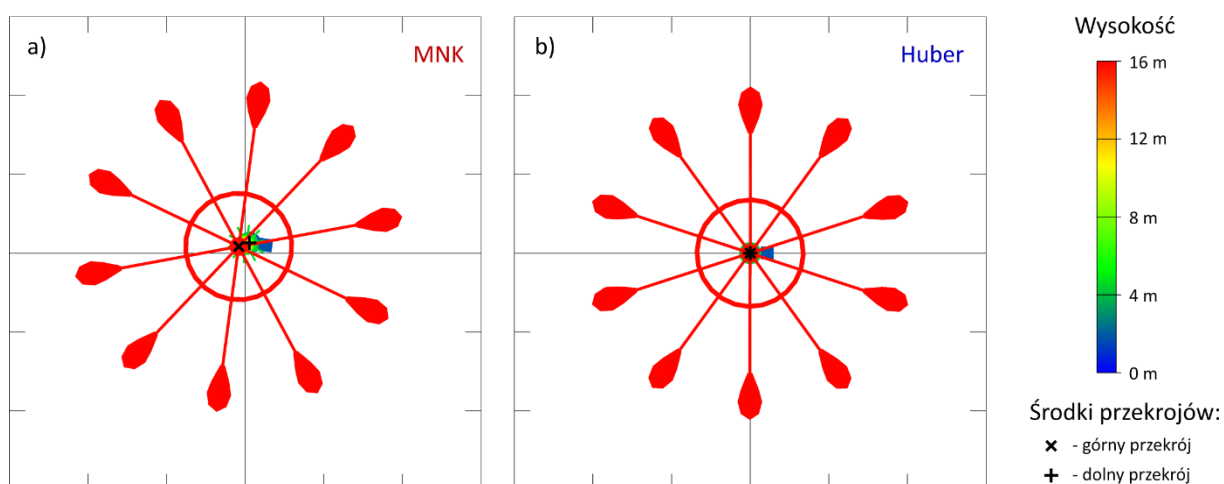 a)
MNK
b)
Huber
Wysokość
16 m
12 m
8 m
4 m
0 m
Środki przekrojów:
- górny przekrój
- dolny przekrój